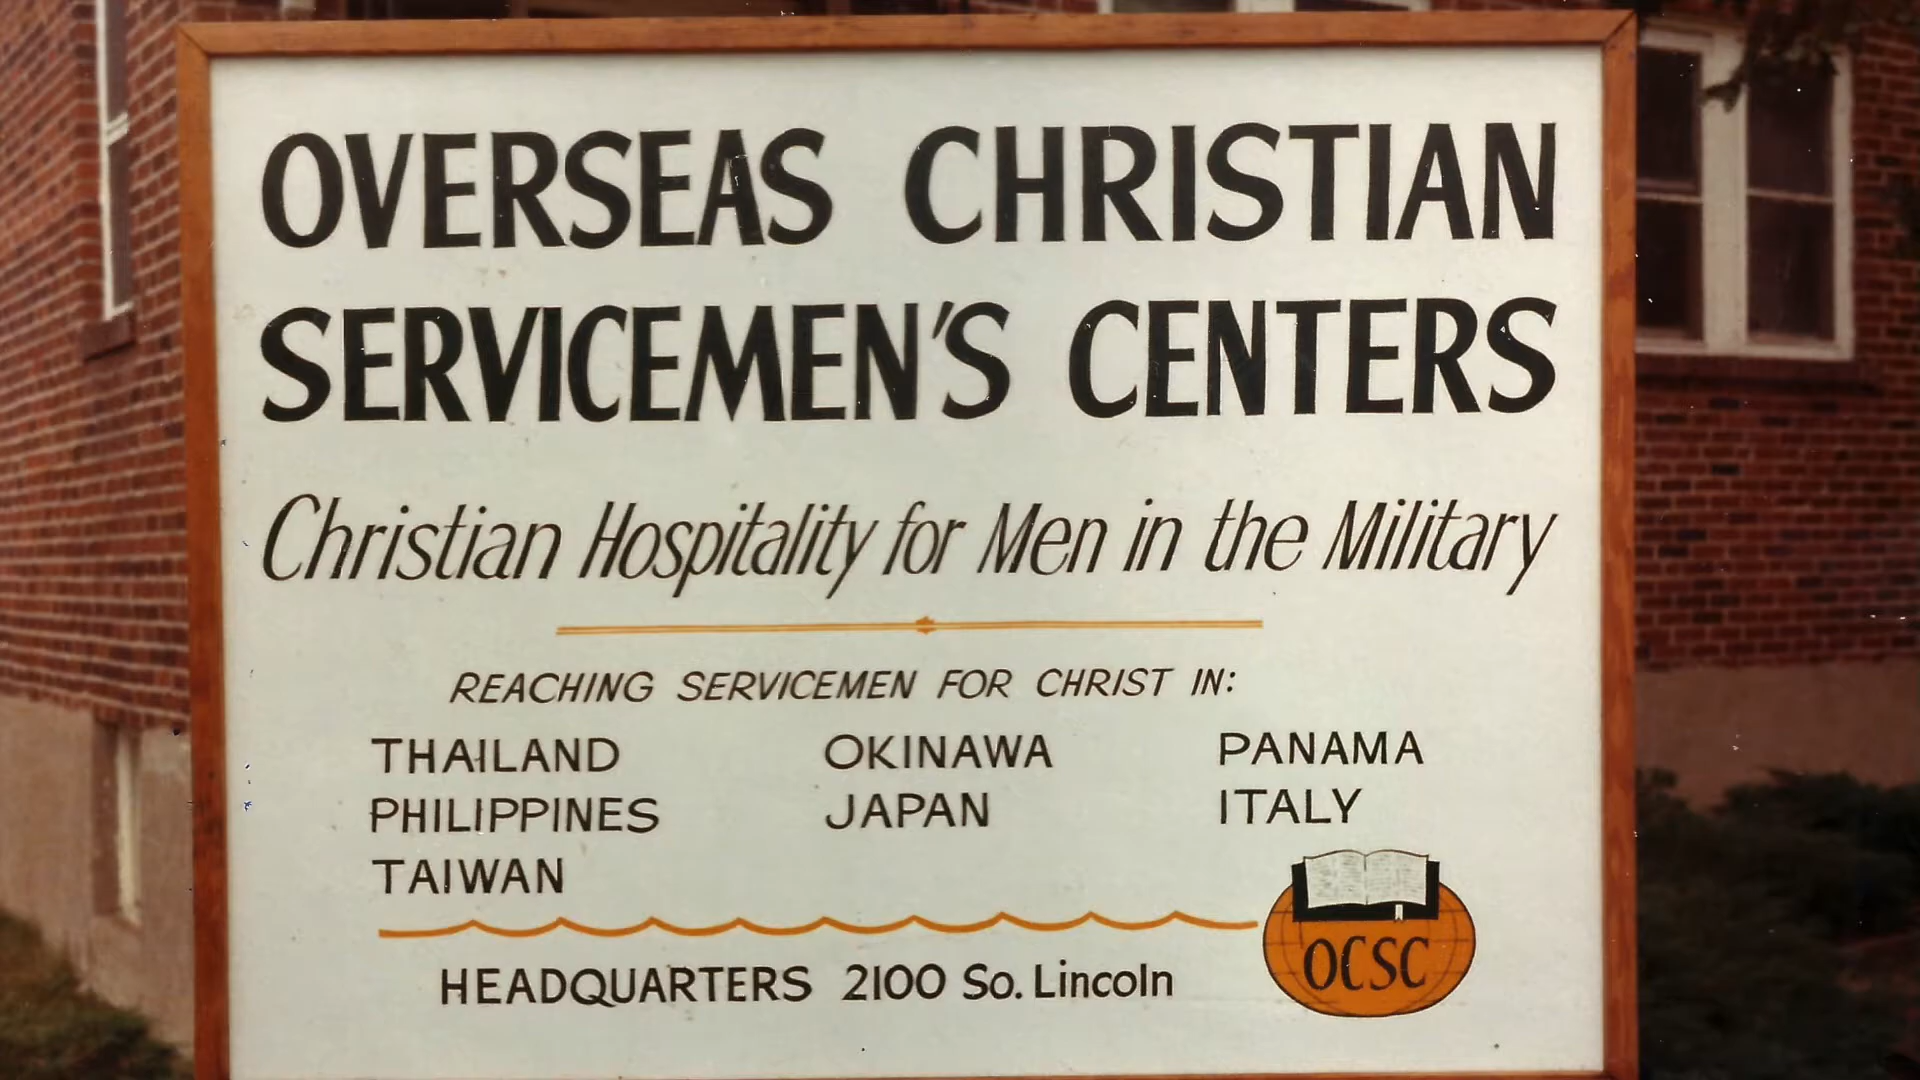 OVERSEAS CHRISTIAN
SERVICEMEN'S CENTERS
Christian Hospitality for Men in the Military
REACHING SERVICEMEN FOR CHRIST IN:
THAILAND OKINAWA PANAMA
PHILIPPINES JAPAN ITALY
TAIWAN
OCSC
HEADQUARTERS 2100 So. Lincoln